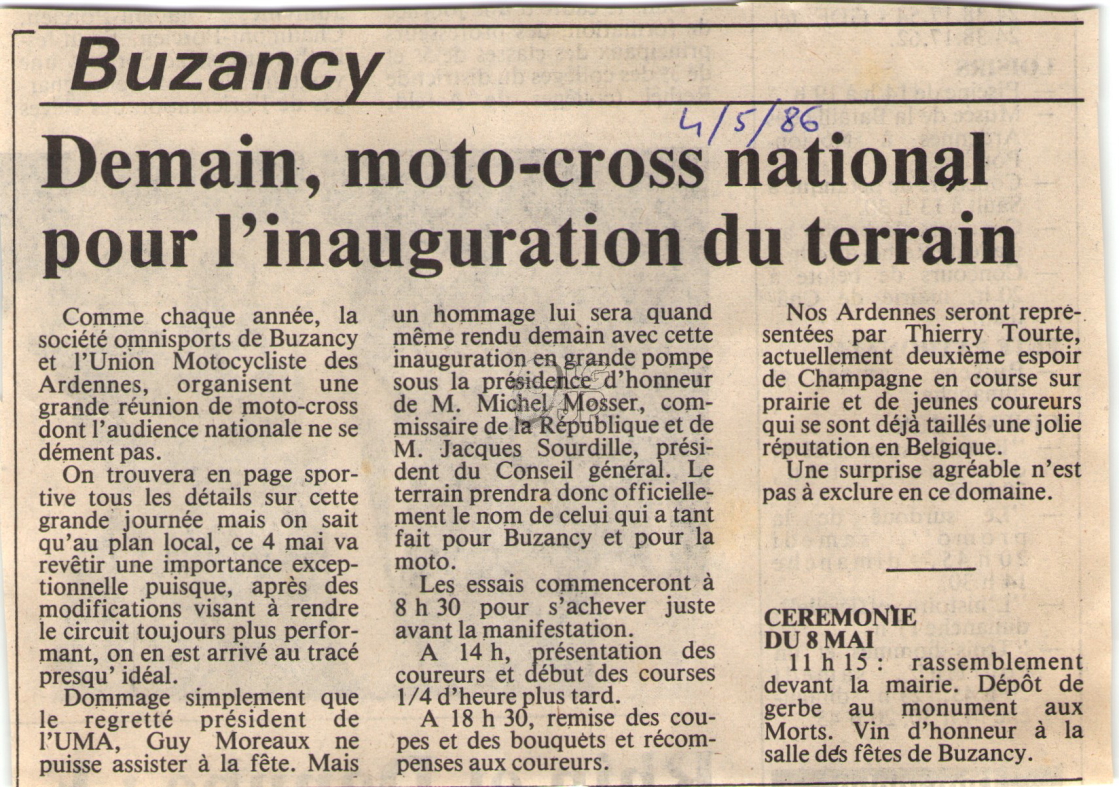 Buzancy
4/5/86
Demain, moto-cross national
pour l'inauguration du terrain
Comme chaque année, la
société omnisports de Buzancy
et l'Union Motocycliste des
Ardennes, organisent une
grande réunion de moto-cross
dont l'audience nationale ne se
dément pas.
On trouvera en page spor-
tive tous les détails sur cette
grande journée mais on sait
qu'au plan local, ce 4 mai va
revêtir une importance excep-
tionnelle puisque, après des
modifications visant à rendre
le circuit toujours plus perfor-
mant, on en est arrivé au tracé
presqu' idéal.
Dommage simplement que
le regretté président de
l'UMA, Guy Moreaux ne
puisse assister à la fête. Mais
un hommage lui sera quand
même rendu demain avec cette
inauguration en grande pompe
sous la présidence d'honneur
de M. Michel Mosser, com-
missaire de la République et de
M. Jacques Sourdille, prési-
dent du Conseil général. Le
terrain prendra donc officielle-
ment le nom de celui qui a tant
fait pour Buzancy et pour la
moto.
Les essais commenceront à
8 h 30 pour s'achever juste
avant la manifestation.
A 14 h, présentation des
coureurs et début des courses
1/4 d'heure plus tard.
A 18 h 30, remise des cou-
pes et des bouquets et récom-
penses aux coureurs.
Nos Ardennes seront repré-
sentées par Thierry Tourte,
actuellement deuxième espoir
de Champagne en course sur
prairie et de jeunes coureurs
qui se sont déjà taillés une jolie
réputation en Belgique.
Une surprise agréable n'est
pas à exclure en ce domaine.
CEREMONIE
DU 8 MAI
11 h 15 : rassemblement
devant la mairie. Dépôt de
gerbe au monument aux
Morts. Vin d'honneur à la
salle des fêtes de Buzancy.